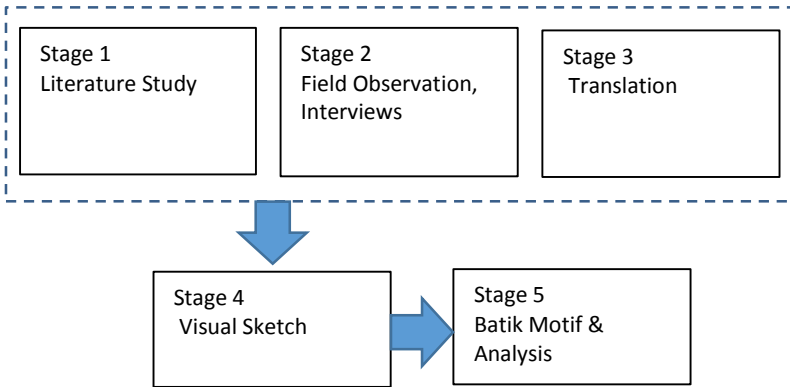 Stage 1
Literature Study
Stage 2
Field Observation,
Interviews
Stage 3
Translation
Stage 4
Visual Sketch
Stage 5
Batik Motif &
Analysis